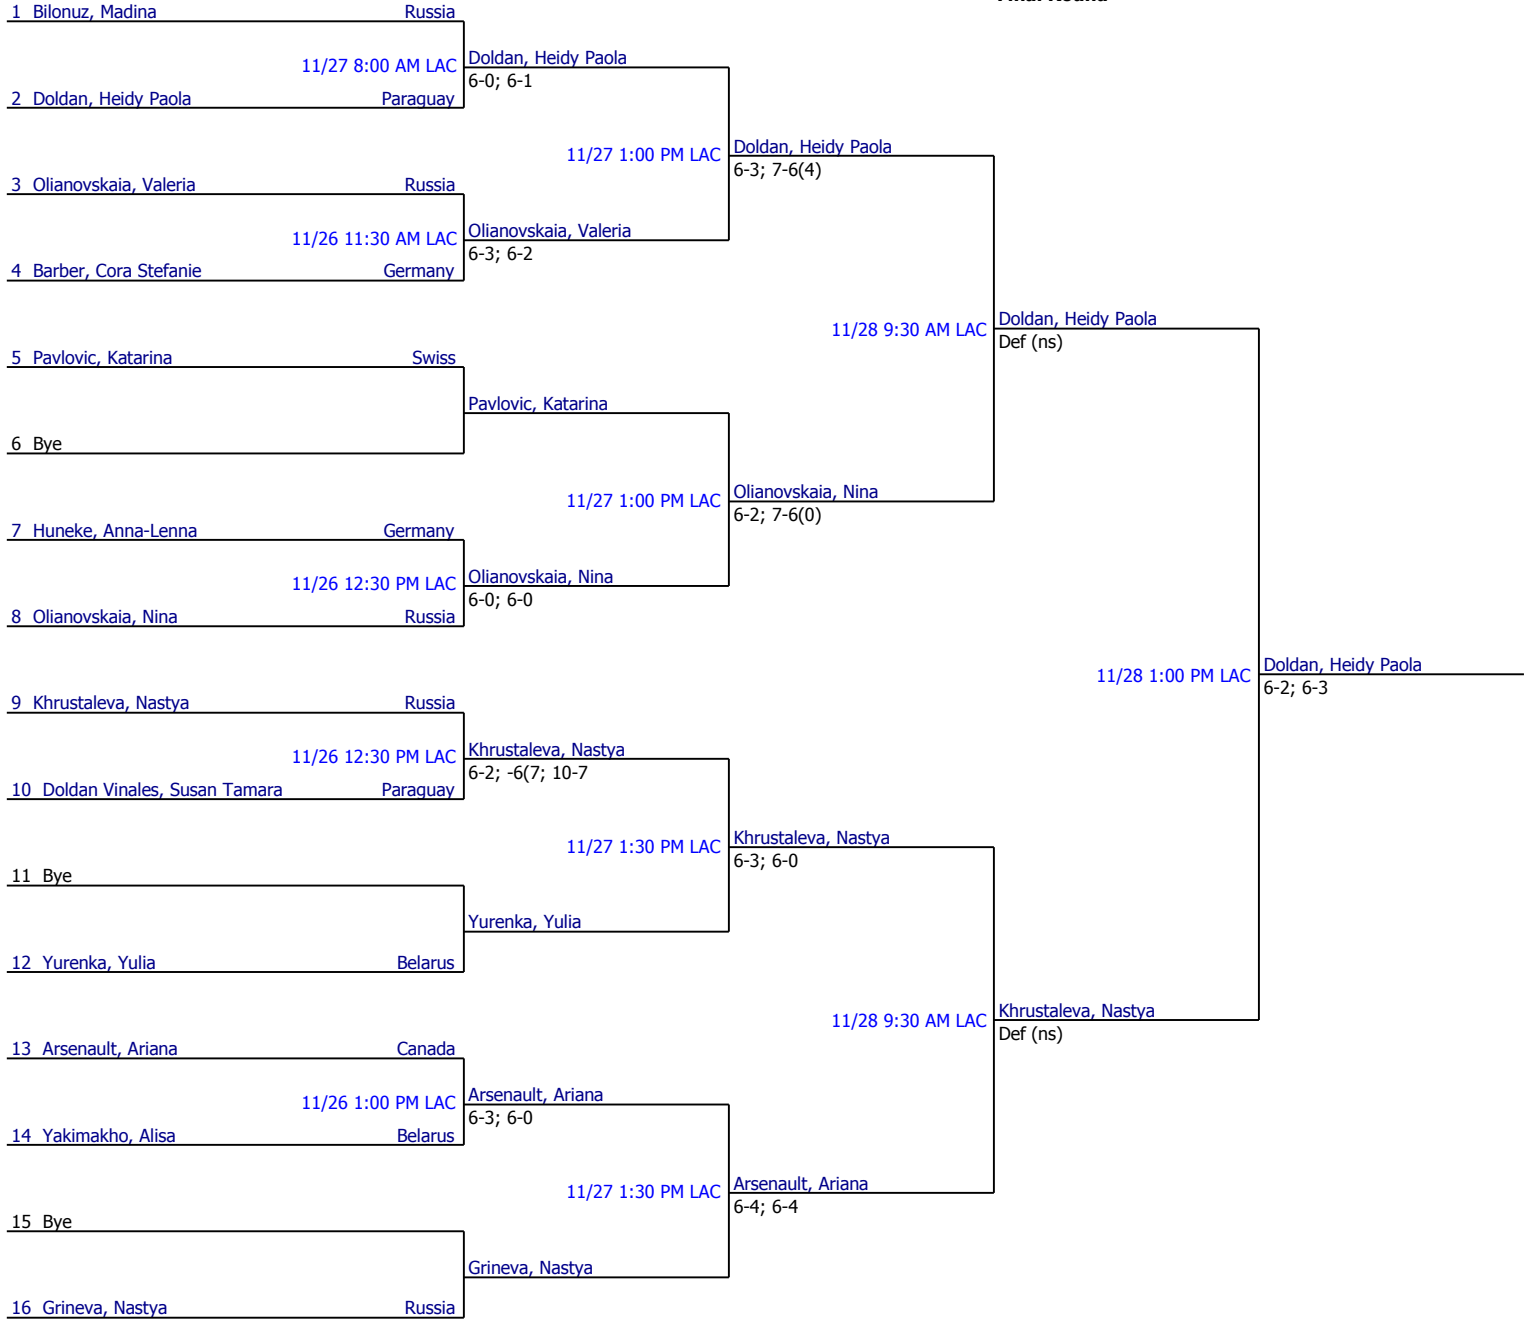 Final Round
1 Bilonuz, Madina Russia
11/27 8:00 AM LAC Doldan, Heidy Paola
6-0; 6-1
2 Doldan, Heidy Paola Paraguay
11/27 1:00 PM LAC Doldan, Heidy Paola
6-3; 7-6(4)
3 Olianovskaia, Valeria Russia
11/26 11:30 AM LAC Olianovskaia, Valeria
6-3; 6-2
4 Barber, Cora Stefanie Germany
11/28 9:30 AM LAC Doldan, Heidy Paola
Def (ns)
5 Pavlovic, Katarina Swiss
Pavlovic, Katarina
6 Bye
11/27 1:00 PM LAC Olianovskaia, Nina
6-2; 7-6(0)
7 Huneke, Anna-Lenna Germany
11/26 12:30 PM LAC Olianovskaia, Nina
6-0; 6-0
8 Olianovskaia, Nina Russia
11/28 1:00 PM LAC Doldan, Heidy Paola
6-2; 6-3
9 Khrustaleva, Nastya Russia
11/26 12:30 PM LAC Khrustaleva, Nastya
6-2; -6(7; 10-7
10 Doldan Vinales, Susan Tamara Paraguay
11/27 1:30 PM LAC Khrustaleva, Nastya
6-3; 6-0
11 Bye
Yurenka, Yulia
12 Yurenka, Yulia Belarus
11/28 9:30 AM LAC Khrustaleva, Nastya
Def (ns)
13 Arsenault, Ariana Canada
11/26 1:00 PM LAC Arsenault, Ariana
6-3; 6-0
14 Yakimakho, Alisa Belarus
11/27 1:30 PM LAC Arsenault, Ariana
6-4; 6-4
15 Bye
Grineva, Nastya
16 Grineva, Nastya Russia